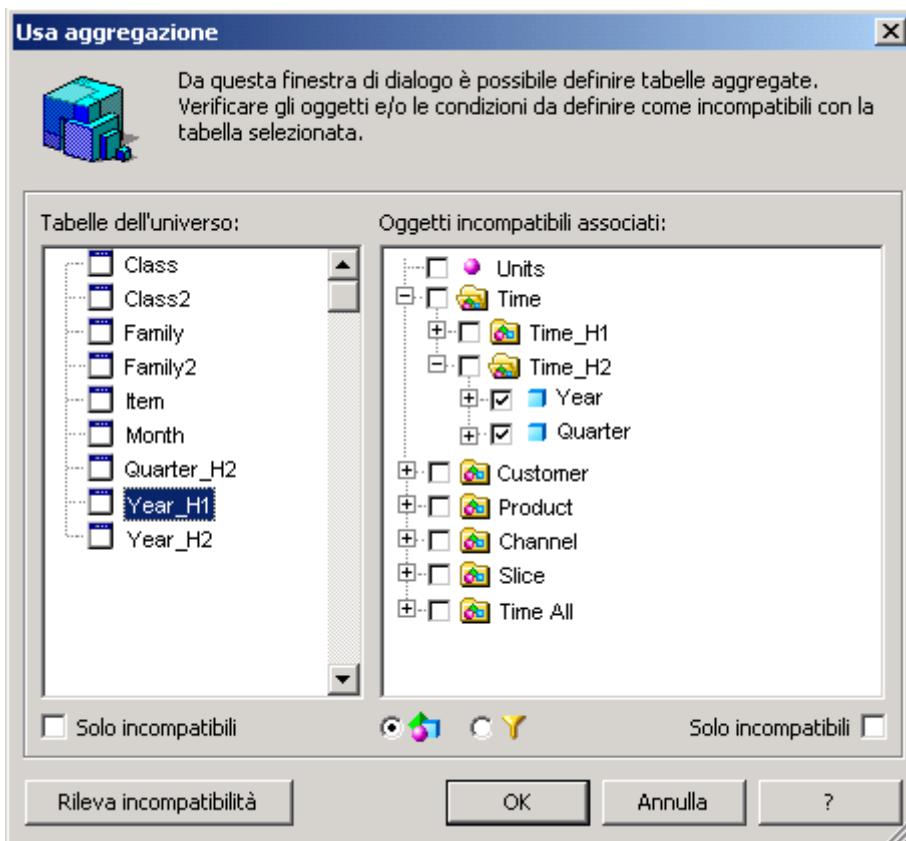 Usa aggregazione
Da questa finestra di dialogo è possibile definire tabelle aggregate.
Verificare gli oggetti e/o le condizioni da definire come incompatibili con la
tabella selezionata.
Tabelle dell'universo:
Class
Class2
Family
Family2
Item
Month
Quarter_H2
Year_H1
Year_H2
Solo incompatibili
Oggetti incompatibili associati:
Units
Time
Time_H1
Time_H2
Year
Quarter
Customer
Product
Channel
Slice
Time All
Solo incompatibili
Rileva incompatibilità
OK
Annulla
?